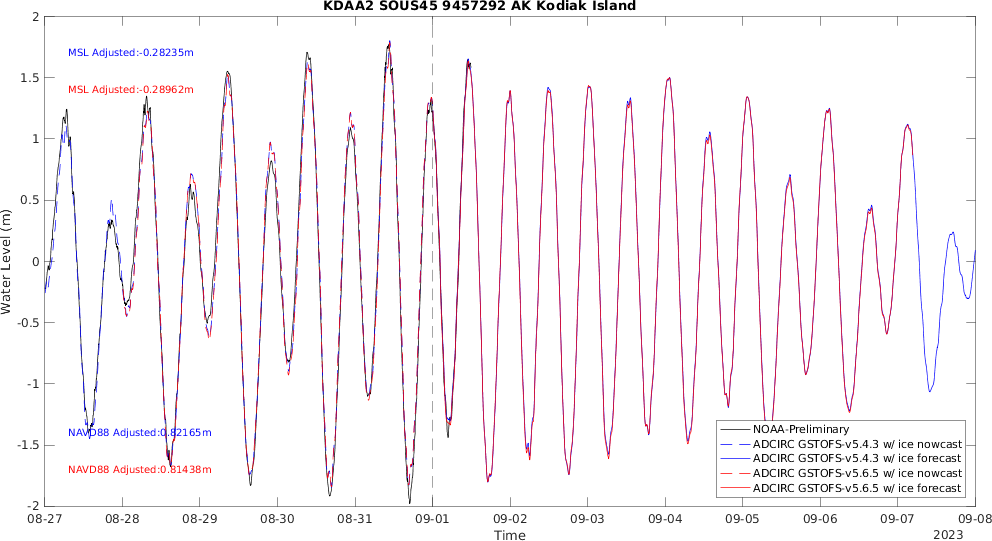 KDAA2 SOUS45 9457292 AK Kodiak Island
Water Level (m)
2
1.5
1
0.5
0
-0.5
-1
-1.5
-2
MSL Adjusted:-0.28235m
MSL Adjusted:-0.28962m
NAVD88 Adjusted:0.82165m
NAVD88 Adjusted:0.81438m
NOAA-Preliminary
ADCIRC GSTOFS-v5.4.3 w/ ice nowcast
ADCIRC GSTOFS-v5.4.3 w/ ice forecast
ADCIRC GSTOFS-v5.6.5 w/ ice nowcast
ADCIRC GSTOFS-v5.6.5 w/ ice forecast
08-27 08-28 08-29 08-30 08-31 09-01 09-02 09-03 09-04 09-05 09-06 09-07 09-08
Time
2023